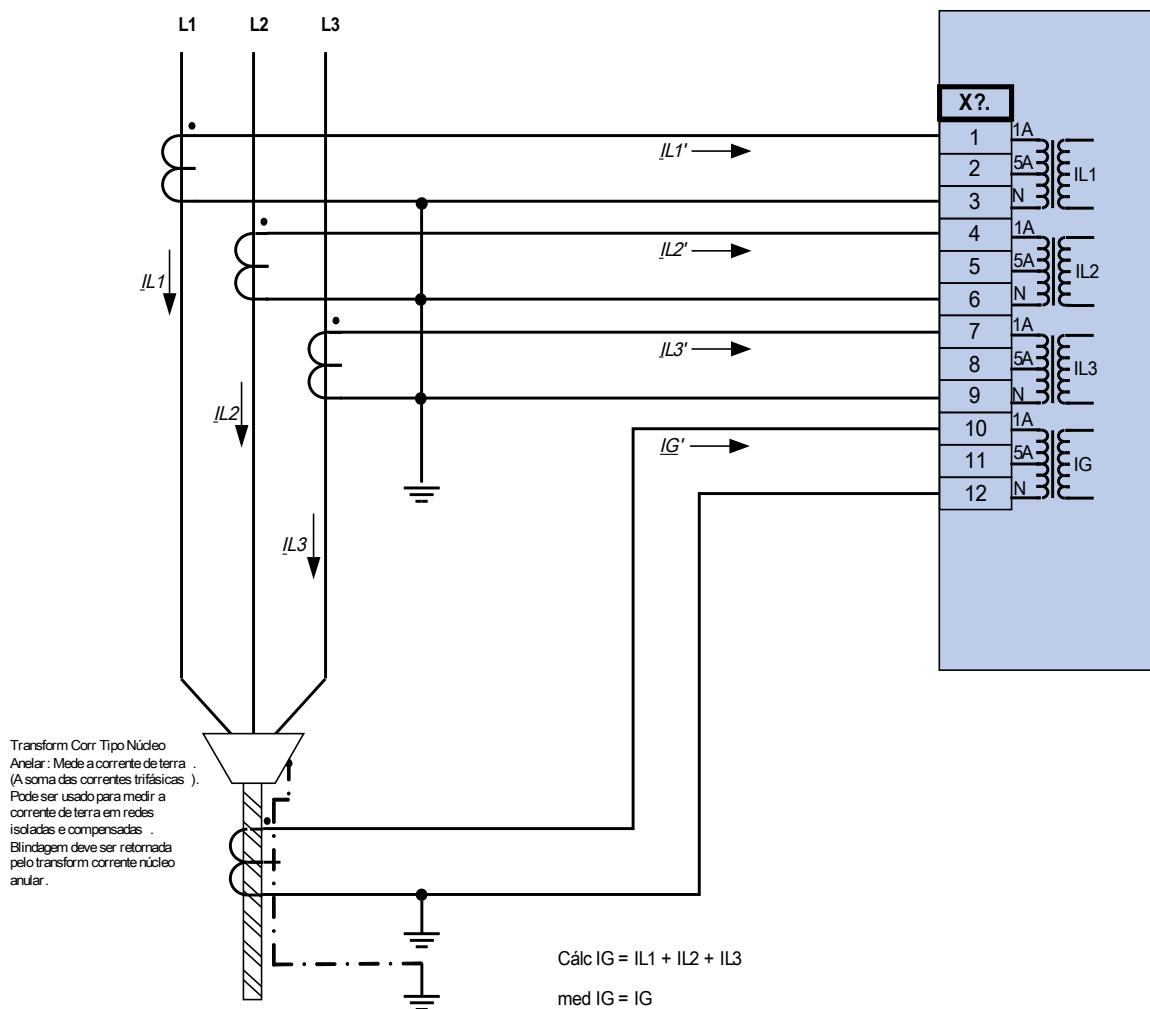 L1 L2 L3
X?.
1 1A
2 5A IL1
3 N
4 1A
5 5A IL2
6 N
7 1A
8 5A IL3
9 N
10 1A
11 5A IG
12 N
IL1'
IL2'
IL3'
IG'
IL1
IL2
IL3
Transform Corr Tipo Núcleo
Anelar : Mede a corrente de terra .
(A soma das correntes trifásicas ).
Pode ser usado para medir a
corrente de terra em redes
isoladas e compensadas .
Blindagem deve ser retornada
pelo transform corrente núcleo
anular .
Cálc IG = IL1 + IL2 + IL3
med IG = IG